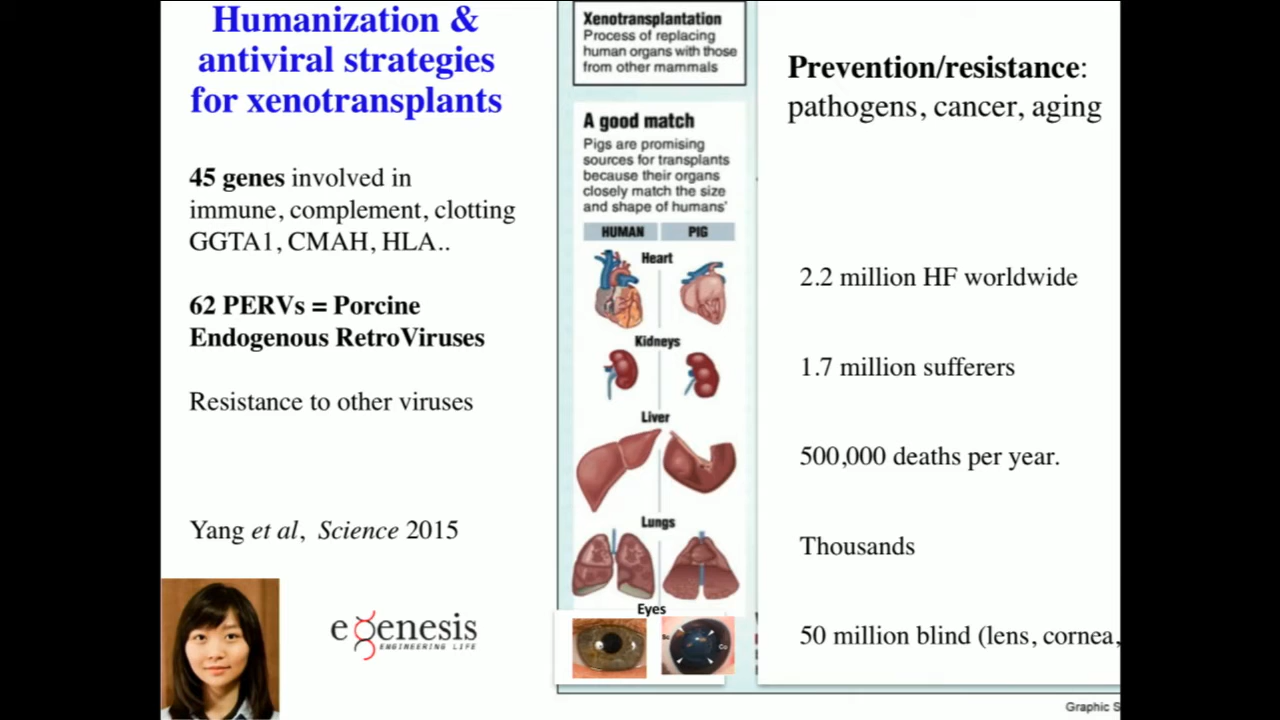 Humanization &
antiviral strategies
for xenotransplants
45 genes involved in
immune, complement, clotting
GGTA1, CMAH, HLA..
62 PERVs = Porcine
Endogenous RetroViruses
Resistance to other viruses
Yang et al, Science 2015
egenesis
ENGINEERING LIFE
Xenotransplantation
Process of replacing
human organs with those
from other mammals
A good match
Pigs are promising
sources for transplants
because their organs
closely match the size
and shape of humans'
HUMAN PIG
Heart
Kidneys
Liver
Lungs
Eyes
Sc
Co
Prevention/resistance:
pathogens, cancer, aging
2.2 million HF worldwide
1.7 million sufferers
500,000 deaths per year.
Thousands
50 million blind (lens, cornea,
Graphic S